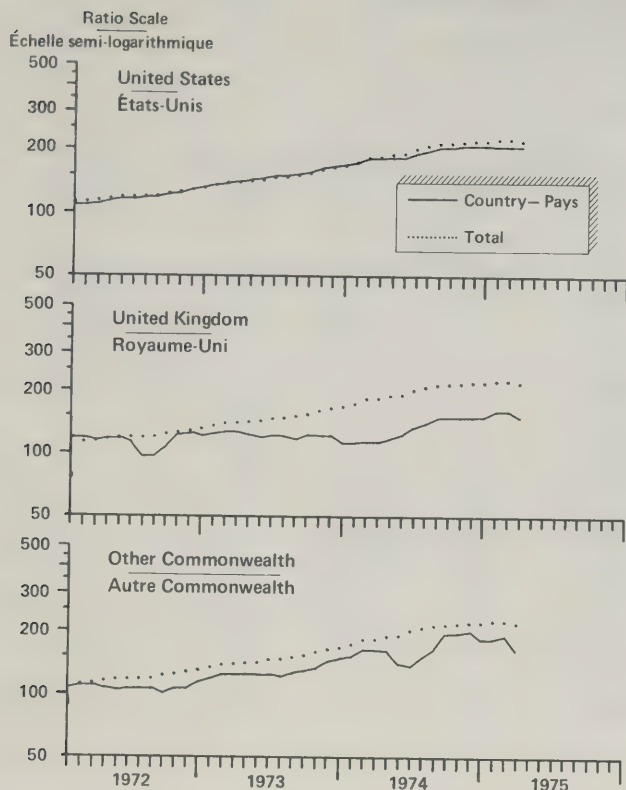 Ratio Scale
Échelle semi-logarithmique
500
300
200
100
50
United States
États-Unis
Country – Pays
Total
500
300
200
100
50
United Kingdom
Royaume-Uni
500
300
200
100
50
Other Commonwealth
Autre Commonwealth
1972
1973
1974
1975